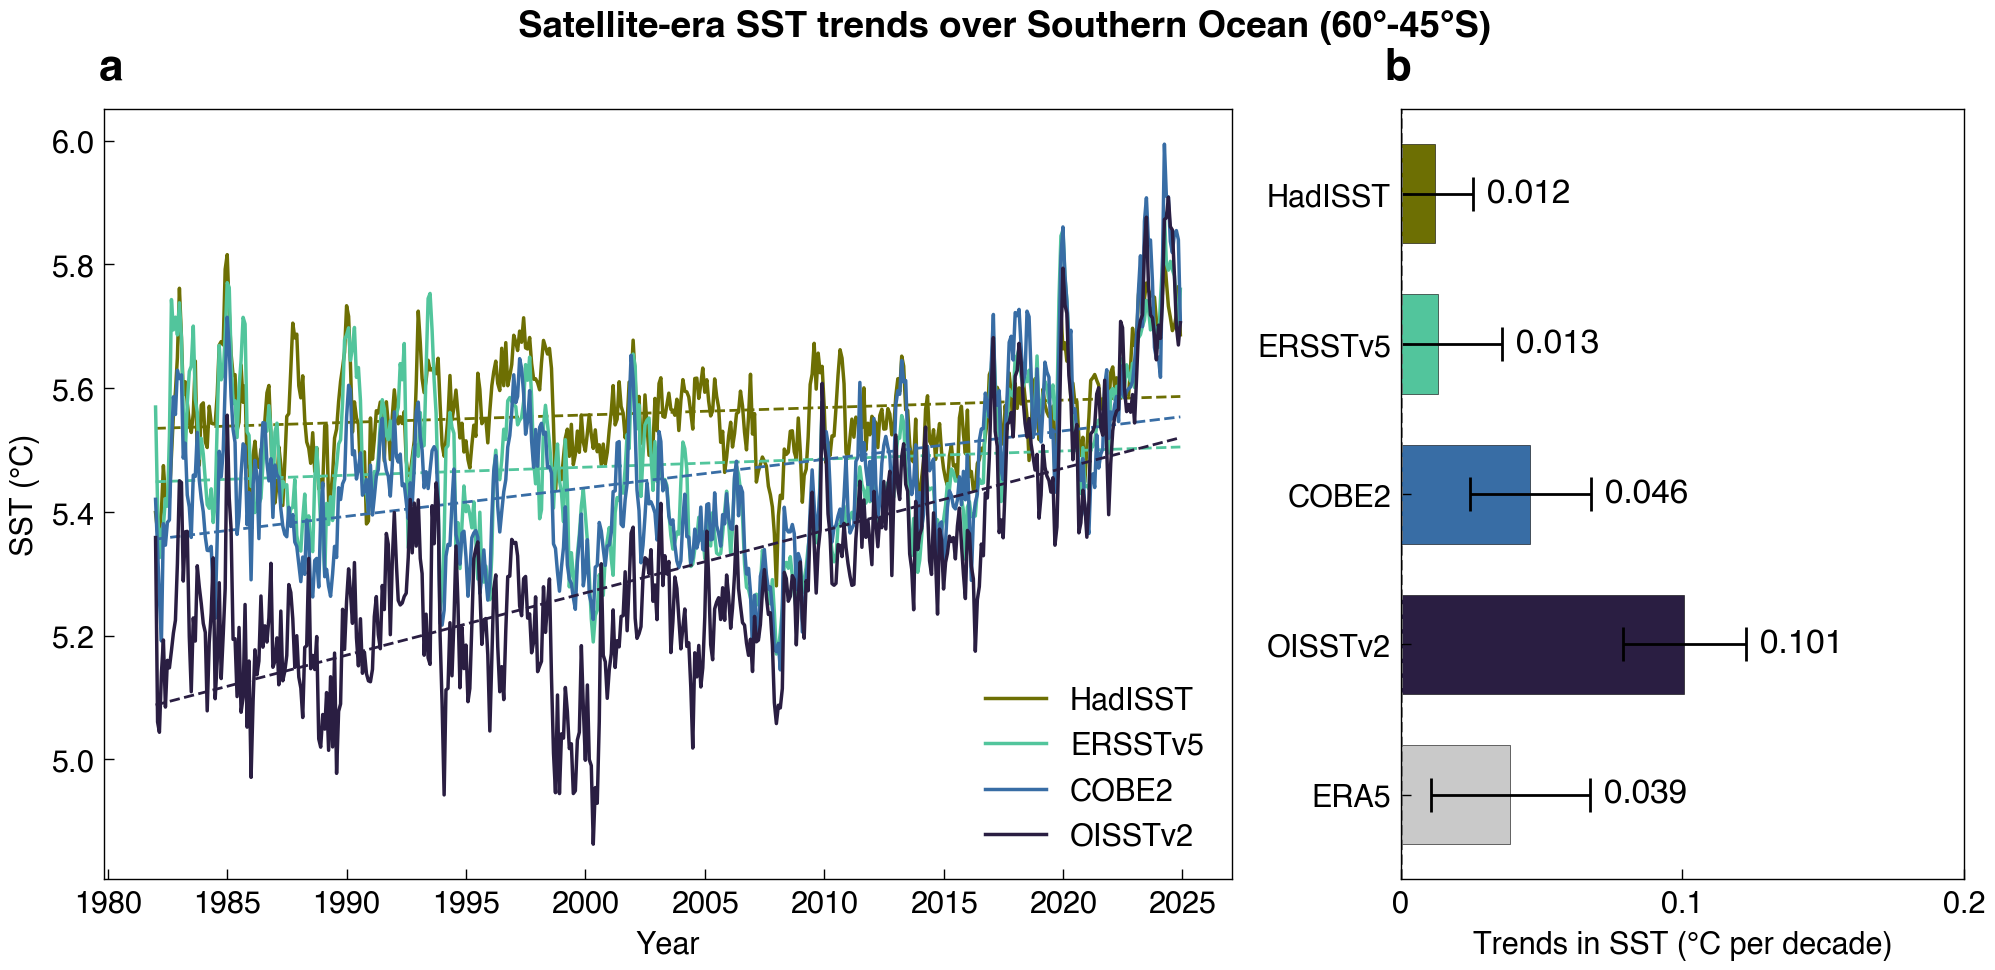 Satellite-era SST trends over Southern Ocean (60°-45°S)
a
SST (°C)
6.0
5.8
5.6
5.4
5.2
5.0
1980 1985 1990 1995 2000 2005 2010 2015 2020 2025
Year
HadISST
ERSSTv5
COBE2
OISSTv2
b
HadISST 0.012
ERSSTv5 0.013
COBE2 0.046
OISSTv2 0.101
ERA5 0.039
0 0.1 0.2
Trends in SST (°C per decade)